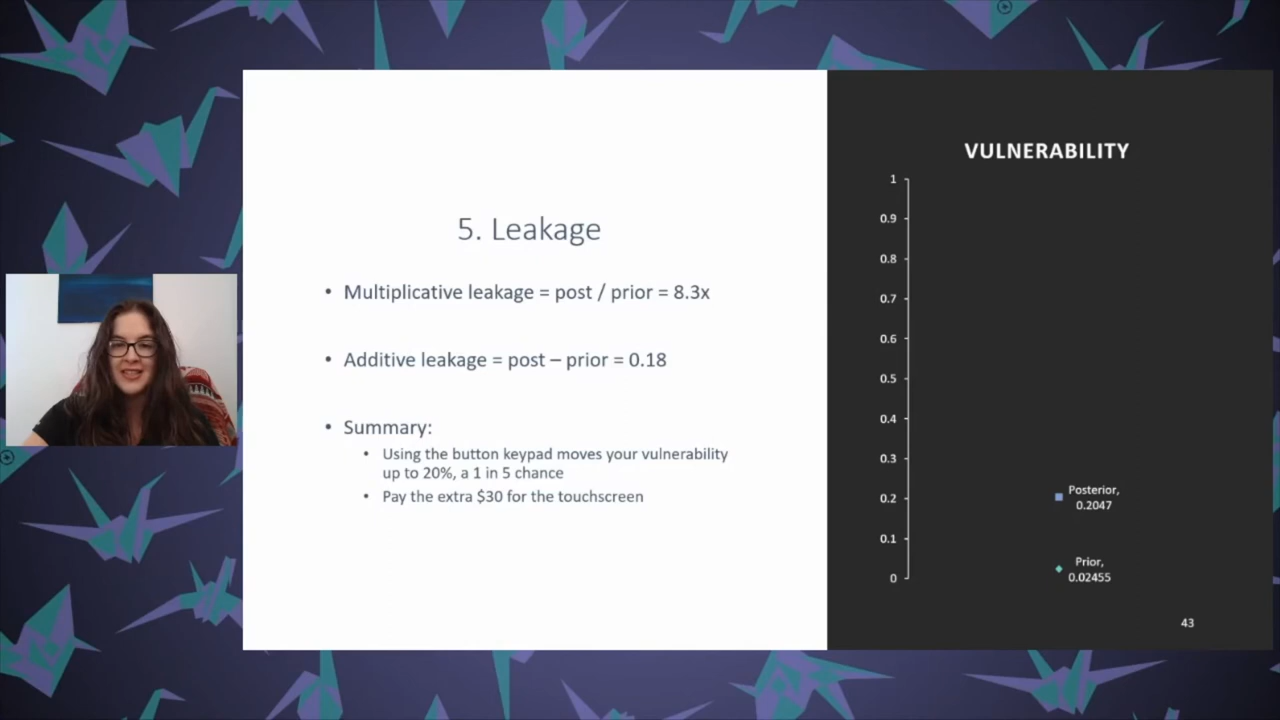 5. Leakage
• Multiplicative leakage = post / prior = 8.3x
• Additive leakage = post – prior = 0.18
• Summary:
• Using the button keypad moves your vulnerability
up to 20%, a 1 in 5 chance
• Pay the extra $30 for the touchscreen
VULNERABILITY
1
0.9
0.8
0.7
0.6
0.5
0.4
0.3
0.2
0.1
0
Posterior,
0.2047
Prior,
0.02455
43